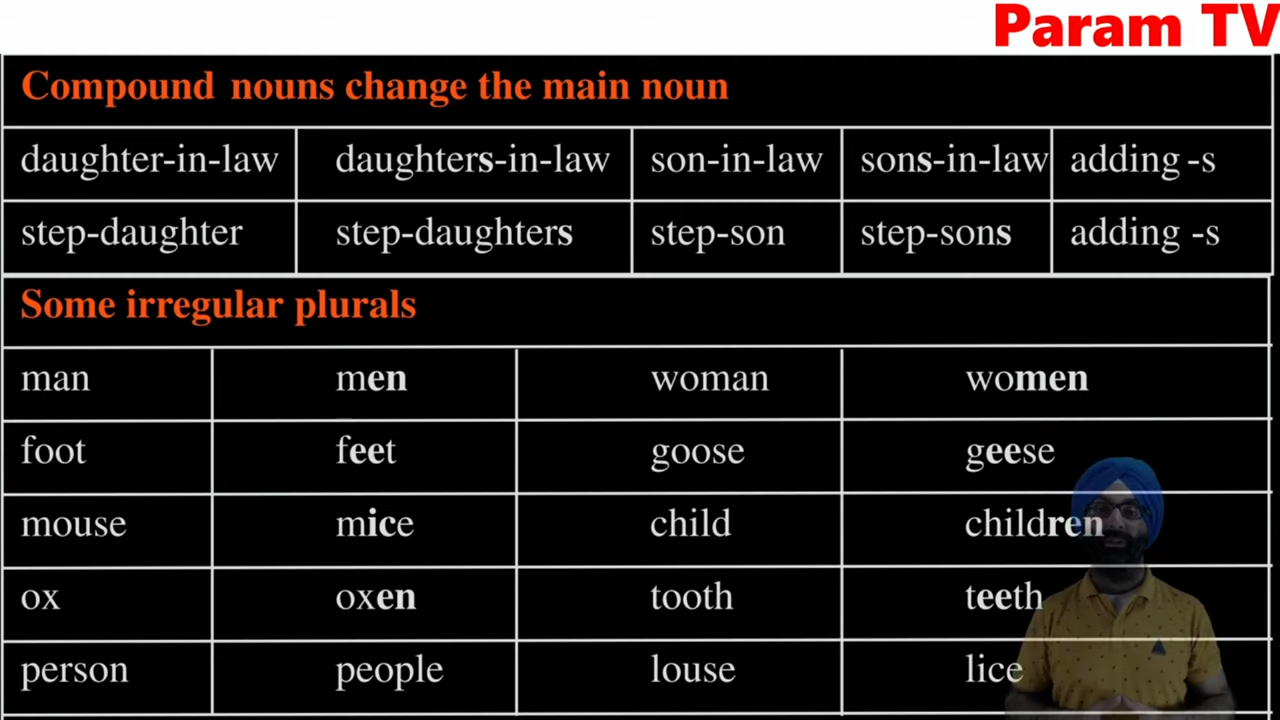 Param TV
Compound nouns change the main noun
daughter-in-law daughters-in-law son-in-law sons-in-law adding -s
step-daughter step-daughters step-son step-sons adding -s
Some irregular plurals
man men woman women
foot feet goose geese
mouse mice child children
ox oxen tooth teeth
person people louse lice